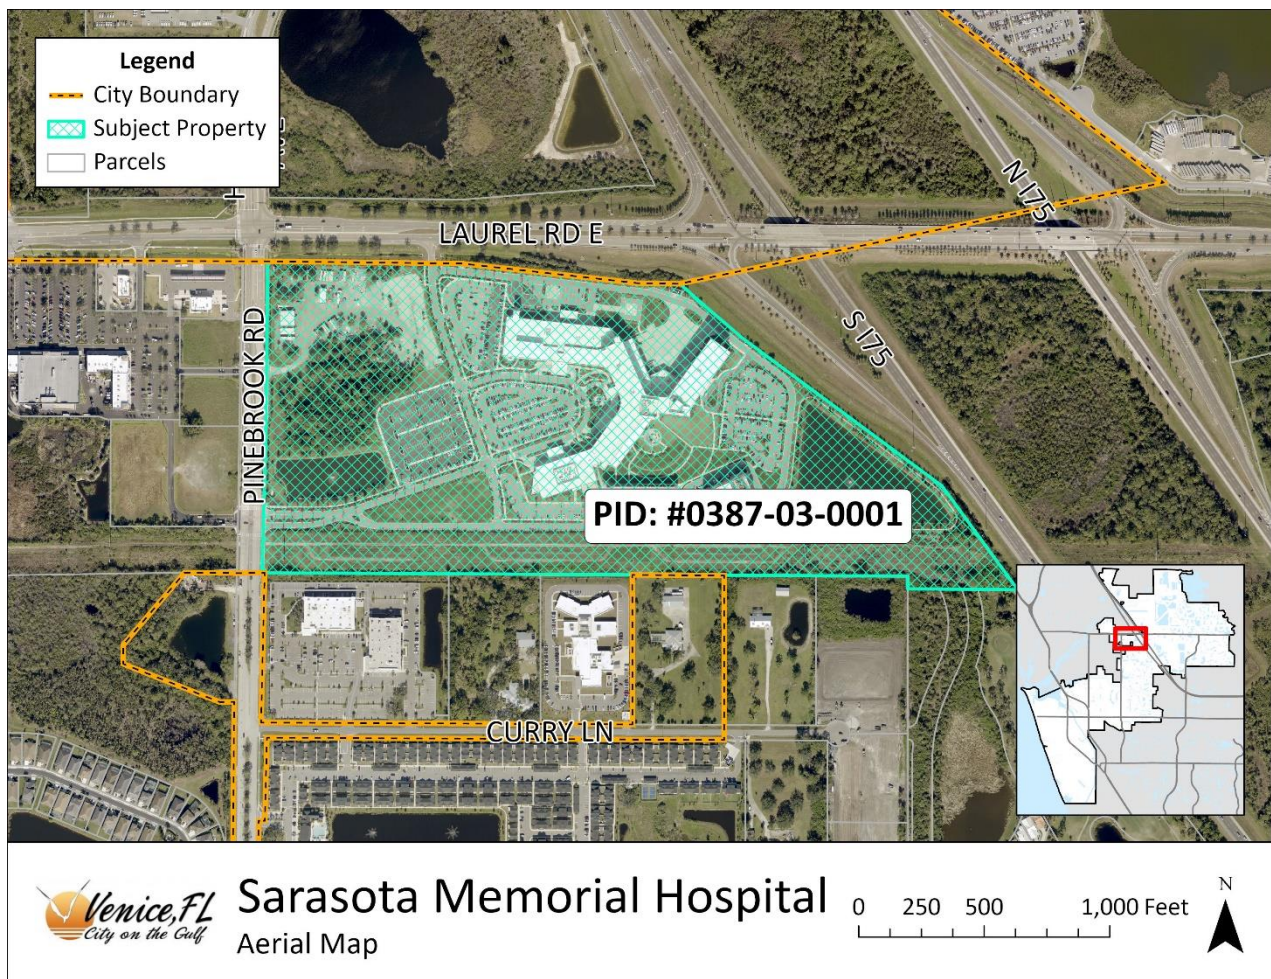 Legend
City Boundary
Subject Property
Parcels
LAUREL RD E
N I75
S I75
PINEBROOK RD
PID: #0387-03-0001
CURRY LN
Venice, FL
City on the Gulf
Sarasota Memorial Hospital
Aerial Map
0 250 500 1,000 Feet
N